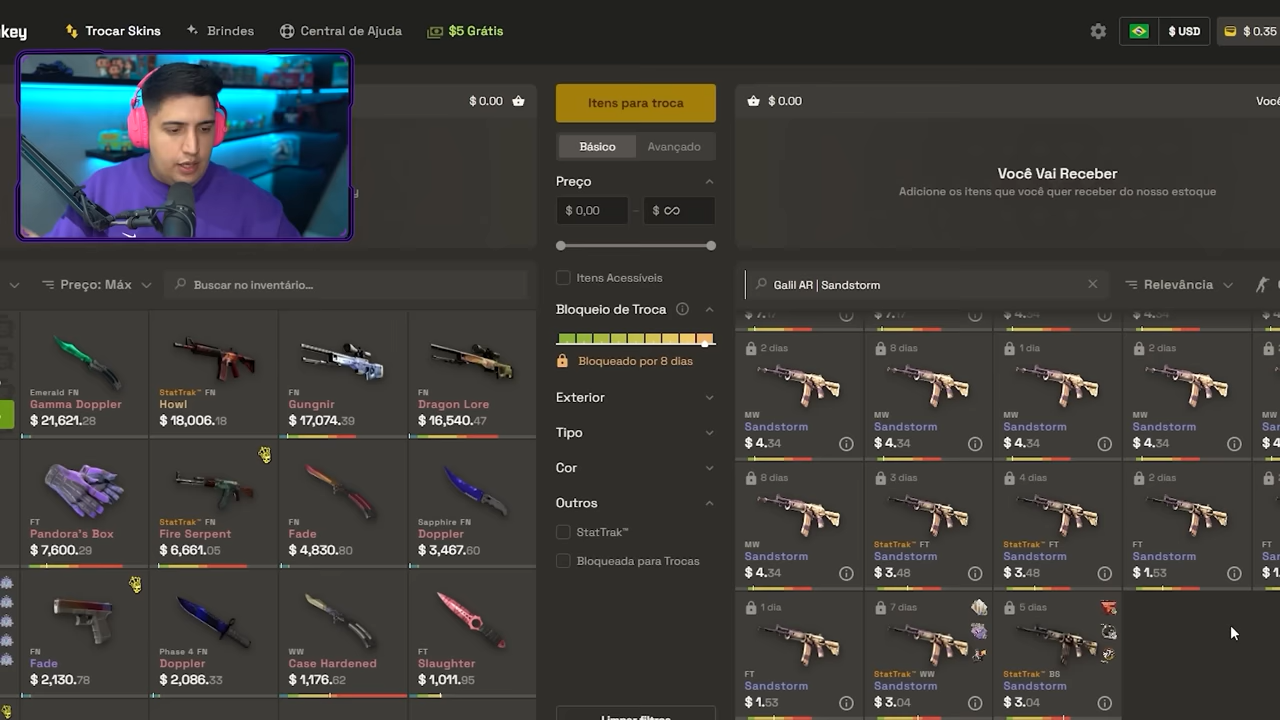 key
Trocar Skins
Brindes
Central de Ajuda
$5 Grátis
$ USD
$ 0.35
$ 0.00
Itens para troca
Básico
Avançado
Preço
$ 0,00
$ ∞
Itens Acessíveis
Bloqueio de Troca
Bloqueado por 8 dias
Exterior
Tipo
Cor
Outros
StatTrak™
Bloqueada para Trocas
Limpar filtros
$ 0.00
Você Vai Receber
Adicione os itens que você quer receber do nosso estoque
Preço: Máx
Buscar no inventário...
Emerald FN
Gamma Doppler
$ 21,621.28
StatTrak™ FN
Howl
$ 18,006.18
FN
Gungnir
$ 17,074.39
FN
Dragon Lore
$ 16,540.47
FT
Pandora's Box
$ 7,600.29
StatTrak™ FN
Fire Serpent
$ 6,661.05
FN
Fade
$ 4,830.80
Sapphire FN
Doppler
$ 3,467.60
FN
Fade
$ 2,130.78
Phase 4 FN
Doppler
$ 2,086.33
WW
Case Hardened
$ 1,176.62
FT
Slaughter
$ 1,011.95
Galil AR | Sandstorm
Relevância
2 dias
MW
Sandstorm
$ 4.34
8 dias
MW
Sandstorm
$ 4.34
1 dia
MW
Sandstorm
$ 4.34
2 dias
MW
Sandstorm
$ 4.34
8 dias
MW
Sandstorm
$ 4.34
3 dias
StatTrak™ FT
Sandstorm
$ 3.48
4 dias
StatTrak™ FT
Sandstorm
$ 3.48
2 dias
FT
Sandstorm
$ 1.53
1 dia
FT
Sandstorm
$ 1.53
7 dias
StatTrak™ WW
Sandstorm
$ 3.04
5 dias
StatTrak™ BS
Sandstorm
$ 3.04